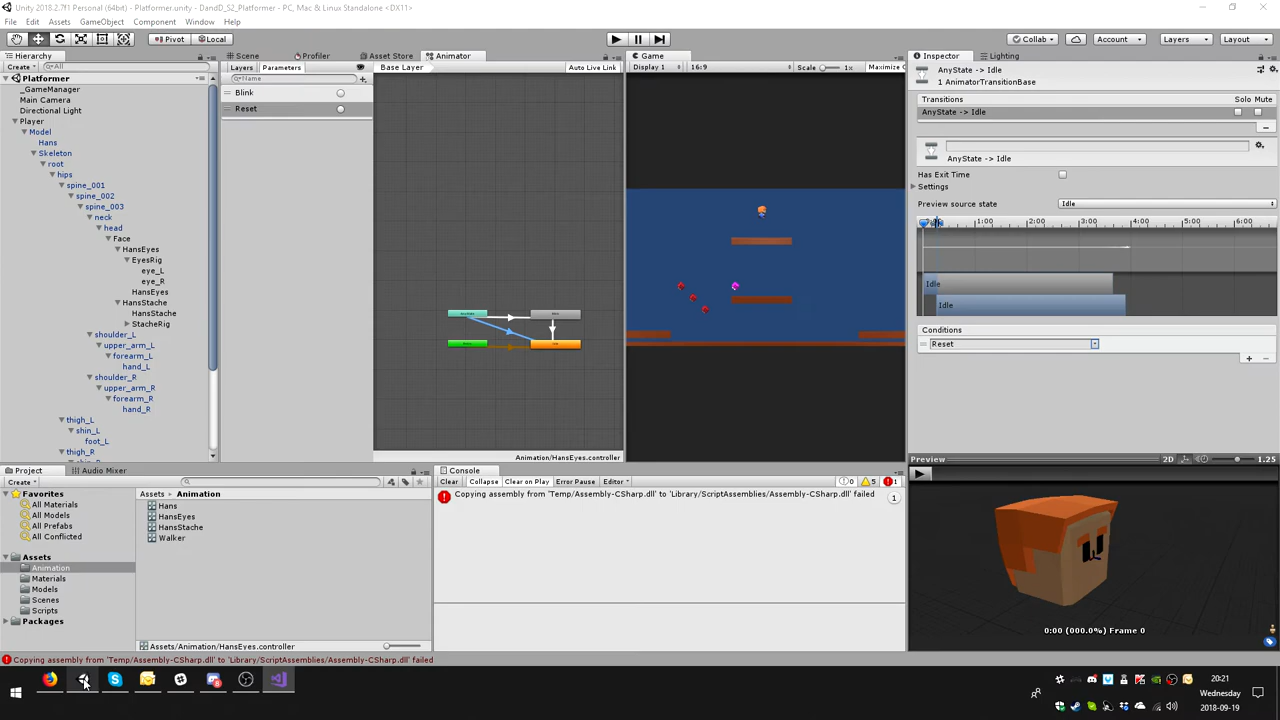 Unity 2018.2.7f1 Personal (64bit) - Platformer.unity - DandD_S2_Platformer - PC, Mac & Linux Standalone <DX11>
File Edit Assets GameObject Component Window Help
Pivot Local Collab Account Layers Layout
Hierarchy Scene Profiler Asset Store Animator Game Inspector Lighting
Create All Layers Parameters Base Layer Auto Live Link Display 1 16:9 Scale 1x Maximize C
Platformer
Name
_GameManager
Main Camera
Directional Light
Player
Model
Hans
Skeleton
root
hips
spine_001
spine_002
spine_003
neck
head
Face
HansEyes
EyesRig
eye_L
eye_R
HansEyes
HansStache
HansStache
StacheRig
shoulder_L
upper_arm_L
forearm_L
hand_L
shoulder_R
upper_arm_R
forearm_R
hand_R
thigh_L
shin_L
foot_L
thigh_R
Blink
Reset
Animation/HansEyes.controller
AnyState -> Idle
1 AnimatorTransitionBase
Transitions Solo Mute
AnyState -> Idle
AnyState -> Idle
Has Exit Time
Settings
Preview source state Idle
1:00 2:00 3:00 4:00 5:00 6:00
Idle
Idle
Conditions
Reset
Preview 2D 1.25
0:00 (000.0%) Frame 0
Project Audio Mixer
Create
Favorites
All Materials
All Models
All Prefabs
All Conflicted
Assets
Animation
Materials
Models
Scenes
Scripts
Packages
Assets Animation
Hans
HansEyes
HansStache
Walker
Assets/Animation/HansEyes.controller
Console
Clear Collapse Clear on Play Error Pause Editor 0 5 1
Copying assembly from 'Temp/Assembly-CSharp.dll' to 'Library/ScriptAssemblies/Assembly-CSharp.dll' failed 1
Copying assembly from 'Temp/Assembly-CSharp.dll' to 'Library/ScriptAssemblies/Assembly-CSharp.dll' failed
20:21
Wednesday
2018-09-19